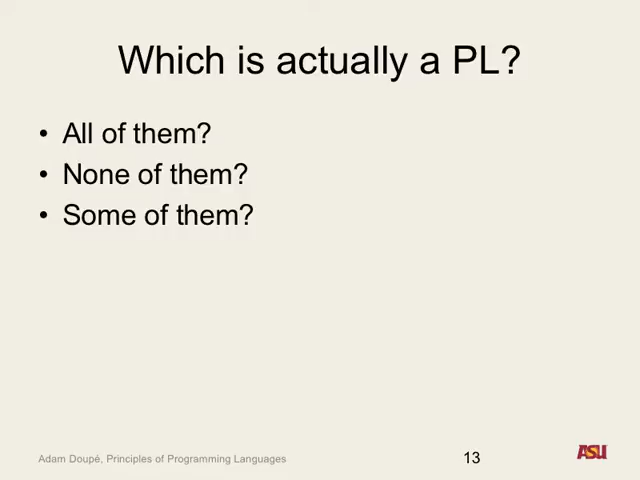 Which is actually a PL?
• All of them?
• None of them?
• Some of them?
Adam Doupé, Principles of Programming Languages
13
ASU